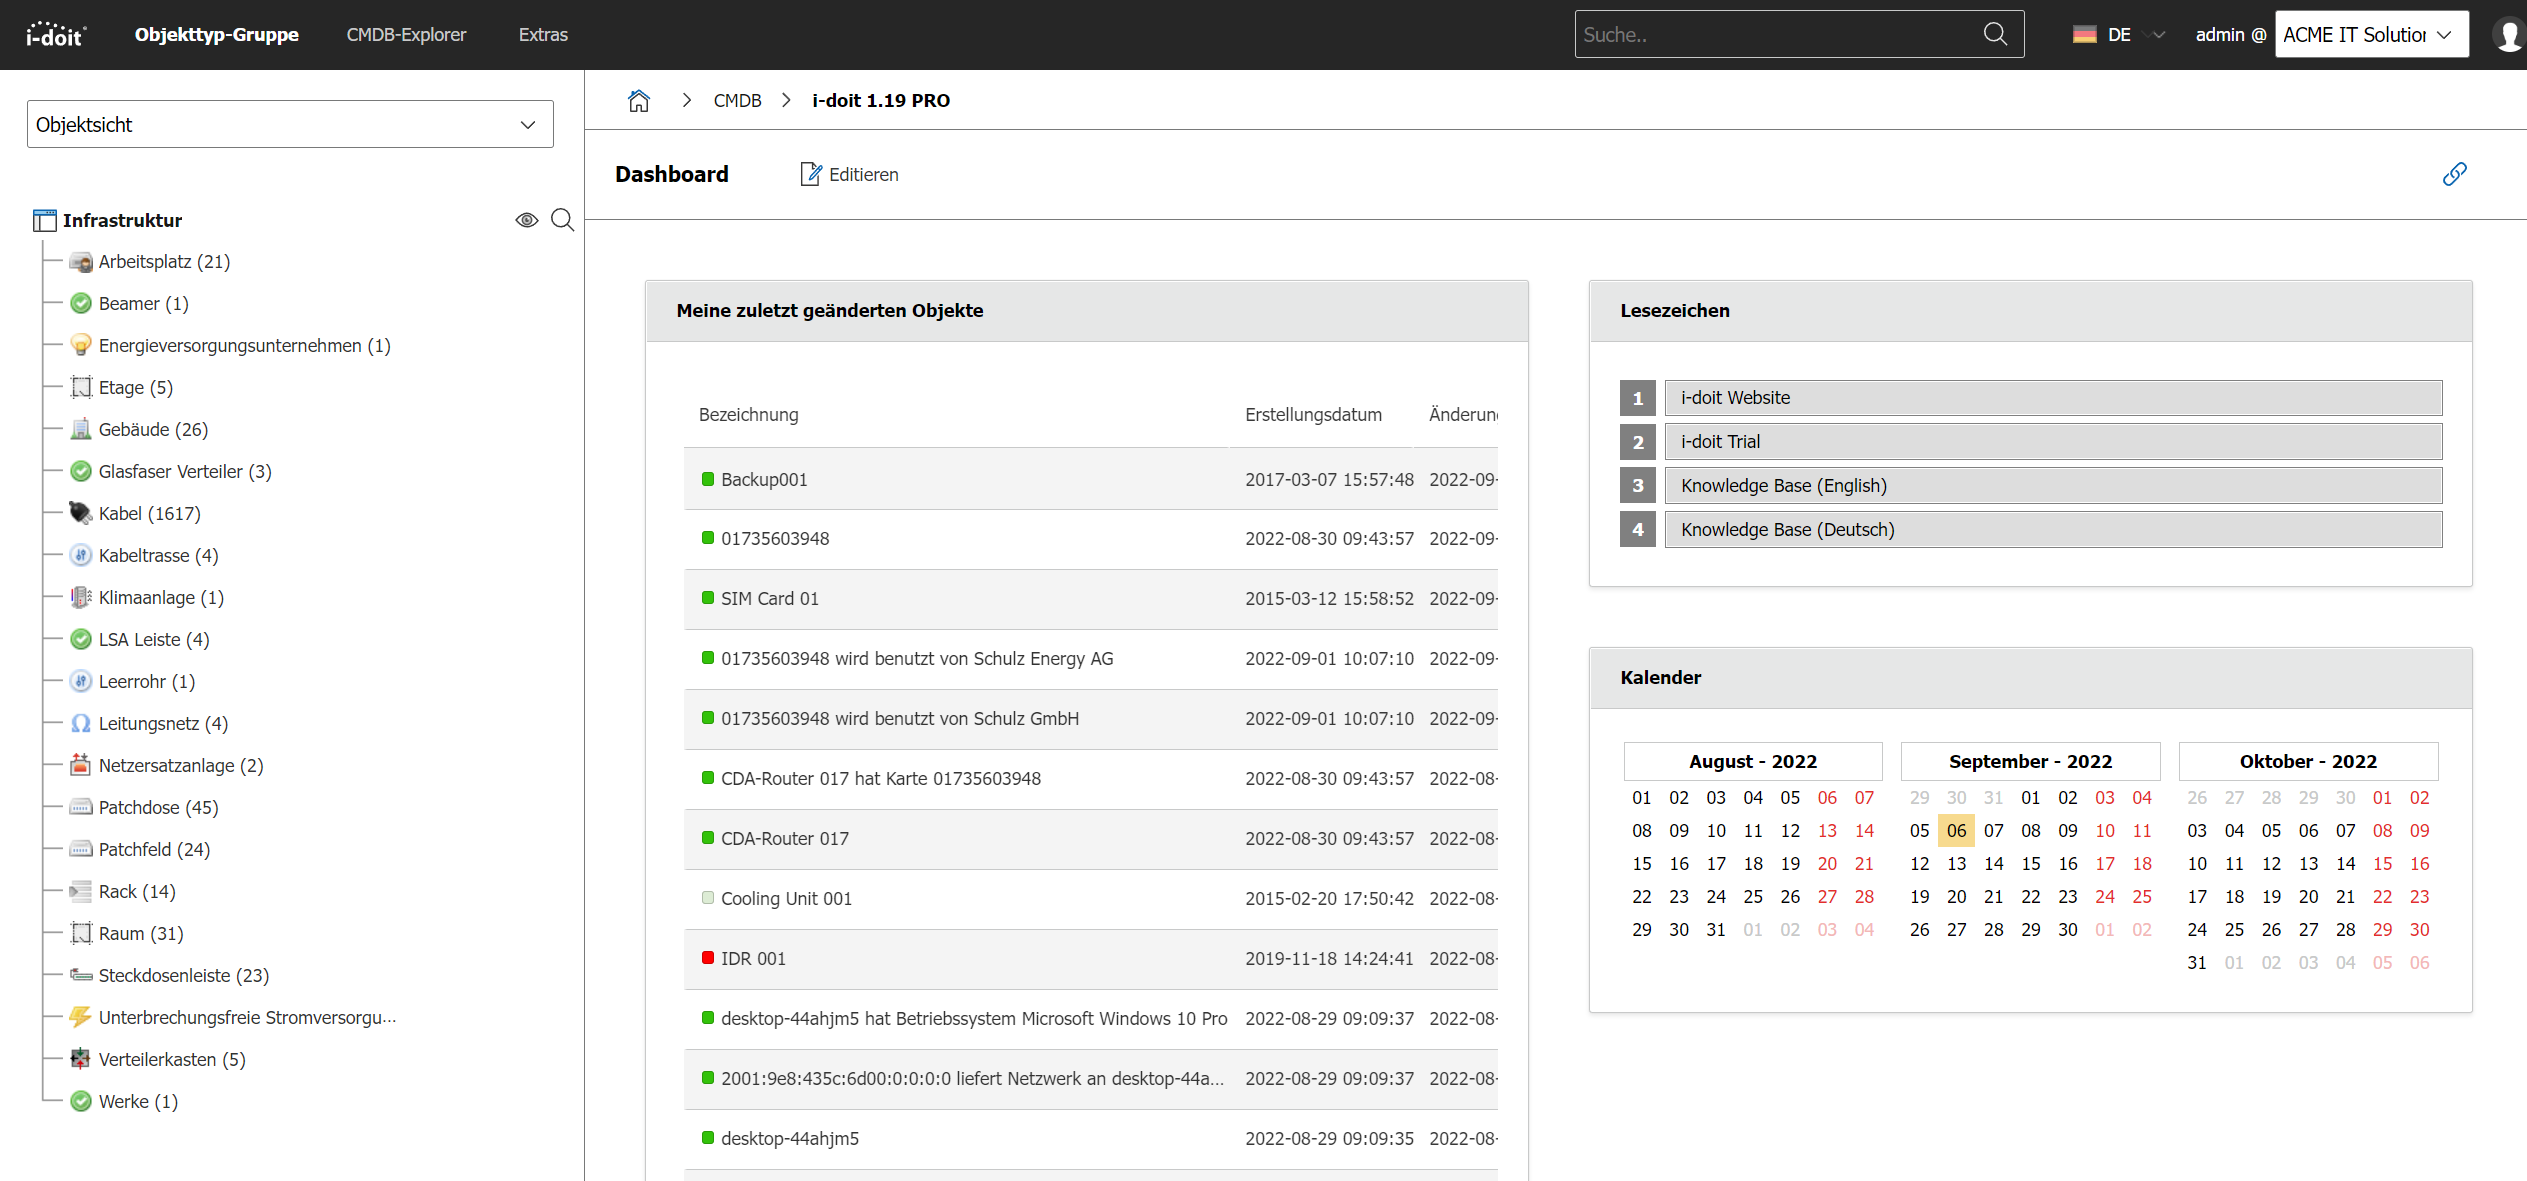 i-doit Objekttyp-Gruppe CMDB-Explorer Extras Suche.. DE admin @ ACME IT Solution
Objektsicht
Infrastruktur
Arbeitsplatz (21)
Beamer (1)
Energieversorgungsunternehmen (1)
Etage (5)
Gebäude (26)
Glasfaser Verteiler (3)
Kabel (1617)
Kabeltrasse (4)
Klimaanlage (1)
LSA Leiste (4)
Leerrohr (1)
Leitungsnetz (4)
Netzersatzanlage (2)
Patchdose (45)
Patchfeld (24)
Rack (14)
Raum (31)
Steckdosenleiste (23)
Unterbrechungsfreie Stromversorgu...
Verteilerkasten (5)
Werke (1)
CMDB i-doit 1.19 PRO
Dashboard Editieren
Meine zuletzt geänderten Objekte
Bezeichnung Erstellungsdatum Änderung
Backup001 2017-03-07 15:57:48 2022-09-
01735603948 2022-08-30 09:43:57 2022-09-
SIM Card 01 2015-03-12 15:58:52 2022-09-
01735603948 wird benutzt von Schulz Energy AG 2022-09-01 10:07:10 2022-09-
01735603948 wird benutzt von Schulz GmbH 2022-09-01 10:07:10 2022-09-
CDA-Router 017 hat Karte 01735603948 2022-08-30 09:43:57 2022-08-
CDA-Router 017 2022-08-30 09:43:57 2022-08-
Cooling Unit 001 2015-02-20 17:50:42 2022-08-
IDR 001 2019-11-18 14:24:41 2022-08-
desktop-44ahjm5 hat Betriebssystem Microsoft Windows 10 Pro 2022-08-29 09:09:37 2022-08-
2001:9e8:435c:6d00:0:0:0:0 liefert Netzwerk an desktop-44a... 2022-08-29 09:09:37 2022-08-
desktop-44ahjm5 2022-08-29 09:09:35 2022-08-
Lesezeichen
1 i-doit Website
2 i-doit Trial
3 Knowledge Base (English)
4 Knowledge Base (Deutsch)
Kalender
August - 2022
01 02 03 04 05 06 07
08 09 10 11 12 13 14
15 16 17 18 19 20 21
22 23 24 25 26 27 28
29 30 31 01 02 03 04
September - 2022
29 30 31 01 02 03 04
05 06 07 08 09 10 11
12 13 14 15 16 17 18
19 20 21 22 23 24 25
26 27 28 29 30 01 02
Oktober - 2022
26 27 28 29 30 01 02
03 04 05 06 07 08 09
10 11 12 13 14 15 16
17 18 19 20 21 22 23
24 25 26 27 28 29 30
31 01 02 03 04 05 06